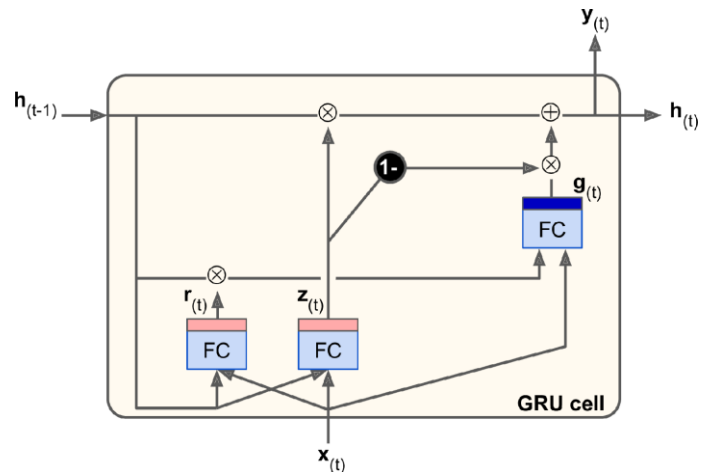 y(t)
h(t-1)
h(t)
1-
g(t)
FC
r(t)
z(t)
FC
FC
GRU cell
x(t)